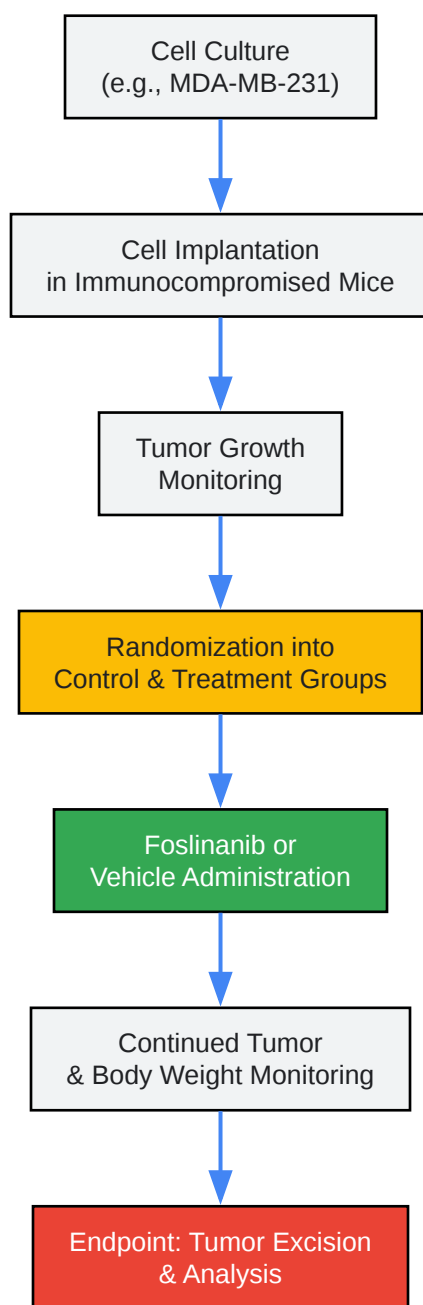 Cell Culture
(e.g., MDA-MB-231)
Cell Implantation
in Immunocompromised Mice
Tumor Growth
Monitoring
Randomization into
Control & Treatment Groups
Foslinanib or
Vehicle Administration
Continued Tumor
& Body Weight Monitoring
Endpoint: Tumor Excision
& Analysis